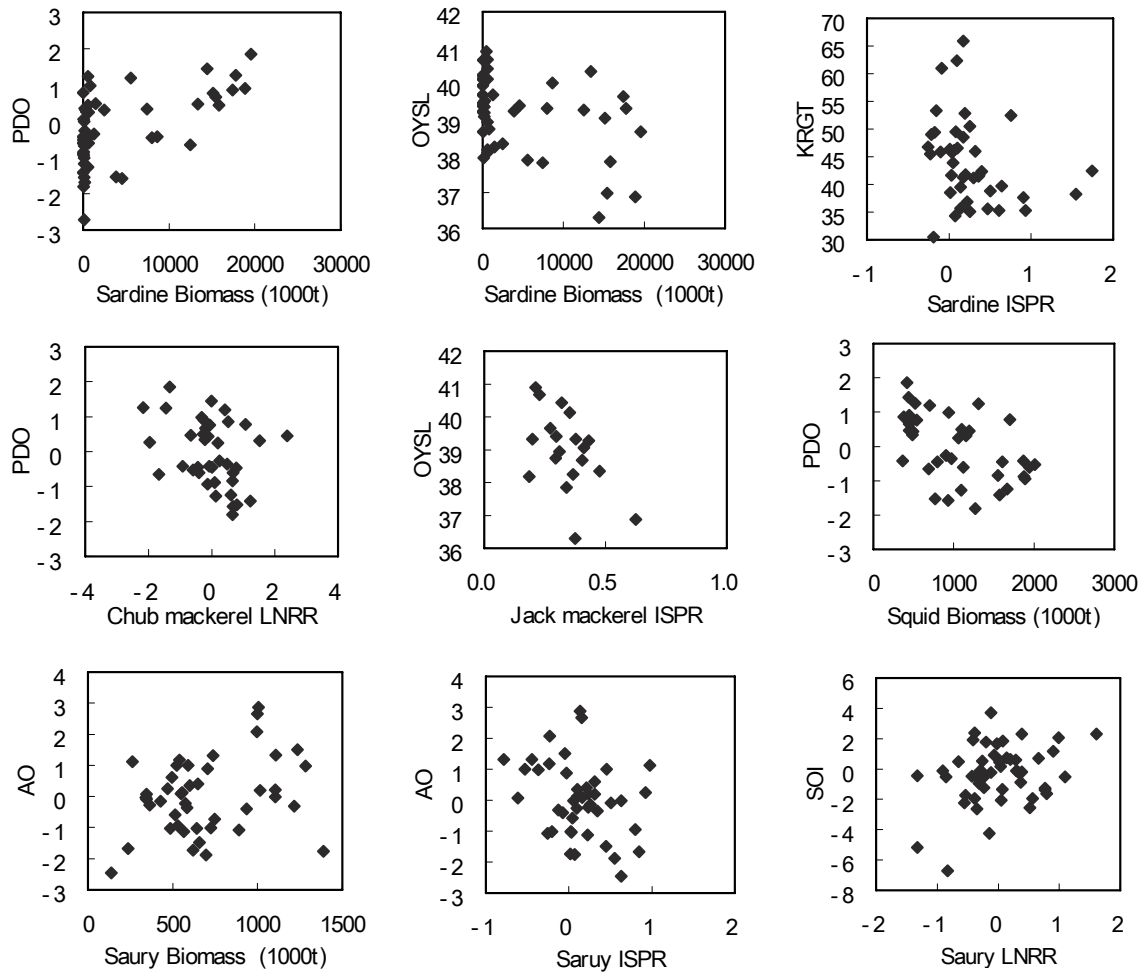 PDO
3
2
1
0
-1
-2
-3
0 10000 20000 30000
Sardine Biomass (1000t)
OYSL
42
41
40
39
38
37
36
0 10000 20000 30000
Sardine Biomass (1000t)
KRGT
70
65
60
55
50
45
40
35
30
-1 0 1 2
Sardine ISPR
PDO
3
2
1
0
-1
-2
-3
-4 -2 0 2 4
Chub mackerel LNRR
OYSL
42
41
40
39
38
37
36
0.0 0.5 1.0
Jack mackerel ISPR
PDO
3
2
1
0
-1
-2
-3
0 1000 2000 3000
Squid Biomass (1000t)
AO
4
3
2
1
0
-1
-2
-3
0 500 1000 1500
Saury Biomass (1000t)
AO
4
3
2
1
0
-1
-2
-3
-1 0 1 2
Saruy ISPR
SOI
6
4
2
0
-2
-4
-6
-8
-2 -1 0 1 2
Saury LNRR